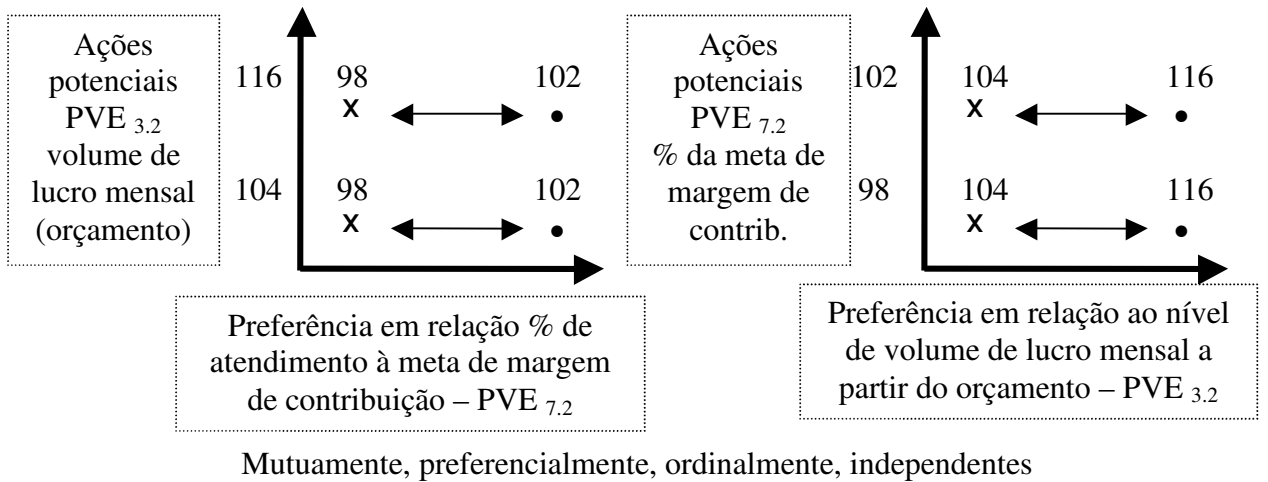 Ações
potenciais
PVE 3.2
volume de
lucro mensal
(orçamento)
116
98
102
x
•
104
98
102
x
•
Preferência em relação % de
atendimento à meta de margem
de contribuição – PVE 7.2
Ações
potenciais
PVE 7.2
% da meta de
margem de
contrib.
102
104
116
x
•
98
104
116
x
•
Preferência em relação ao nível
de volume de lucro mensal a
partir do orçamento – PVE 3.2
Mutuamente, preferencialmente, ordinalmente, independentes